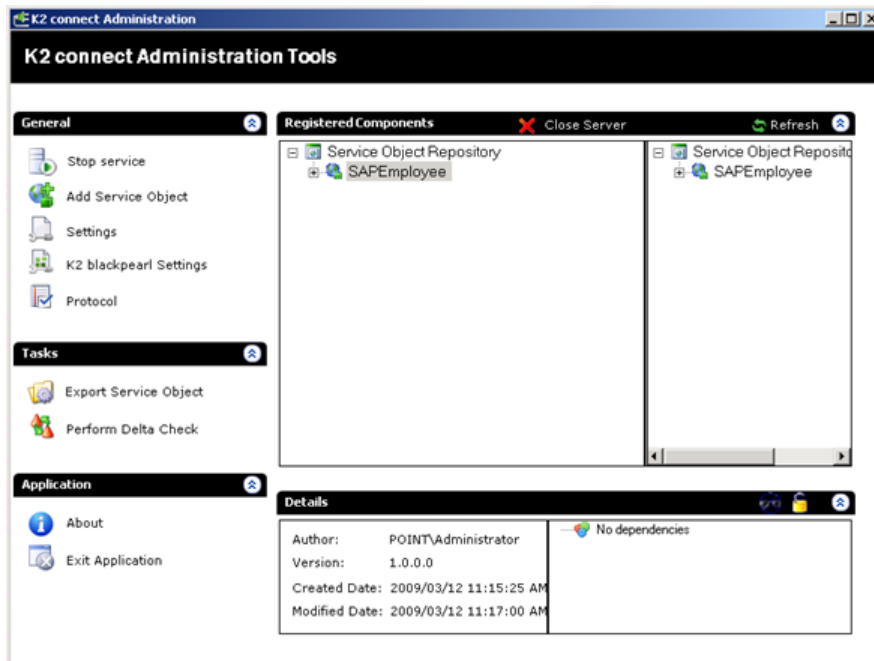 K2 connect Administration
K2 connect Administration Tools
General
Stop service
Add Service Object
Settings
K2 blackpearl Settings
Protocol
Tasks
Export Service Object
Perform Delta Check
Application
About
Exit Application
Registered Components
Close Server
Refresh
Service Object Repository
SAPEmployee
Service Object Reposito
SAPEmployee
Details
Author: POINT\Administrator
Version: 1.0.0.0
Created Date: 2009/03/12 11:15:25 AM
Modified Date: 2009/03/12 11:17:00 AM
No dependencies